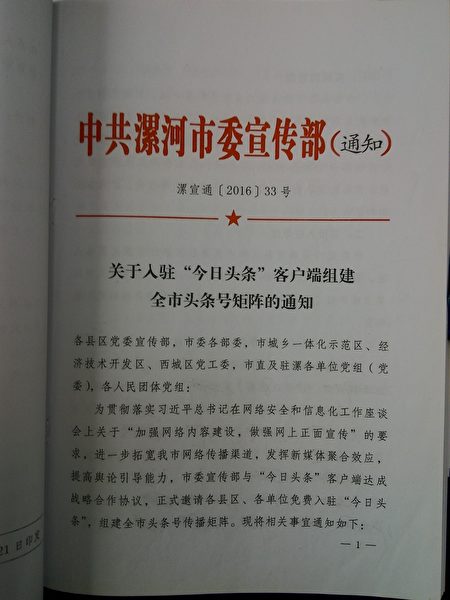 中共漯河市委宣传部(通知)
漯宣通〔2016〕33号
关于入驻“今日头条”客户端组建
全市头条号矩阵的通知
各县区党委宣传部，市委各部委，市城乡一体化示范区、经
济技术开发区、西城区党工委，市直及驻漯各单位党组（党
委），各人民团体党组：
为贯彻落实习近平总书记在网络安全和信息化工作座谈
会上关于“加强网络内容建设，做强网上正面宣传”的要
求，进一步拓宽我市网络传播渠道，发挥新媒体聚合效应，
提高舆论引导能力，市委宣传部与“今日头条”客户端达成
战略合作协议，正式邀请各县区、各单位免费入驻“今日头
条”，组建全市头条号传播矩阵。现将相关事宜通知如下：
— 1 —
21日印发